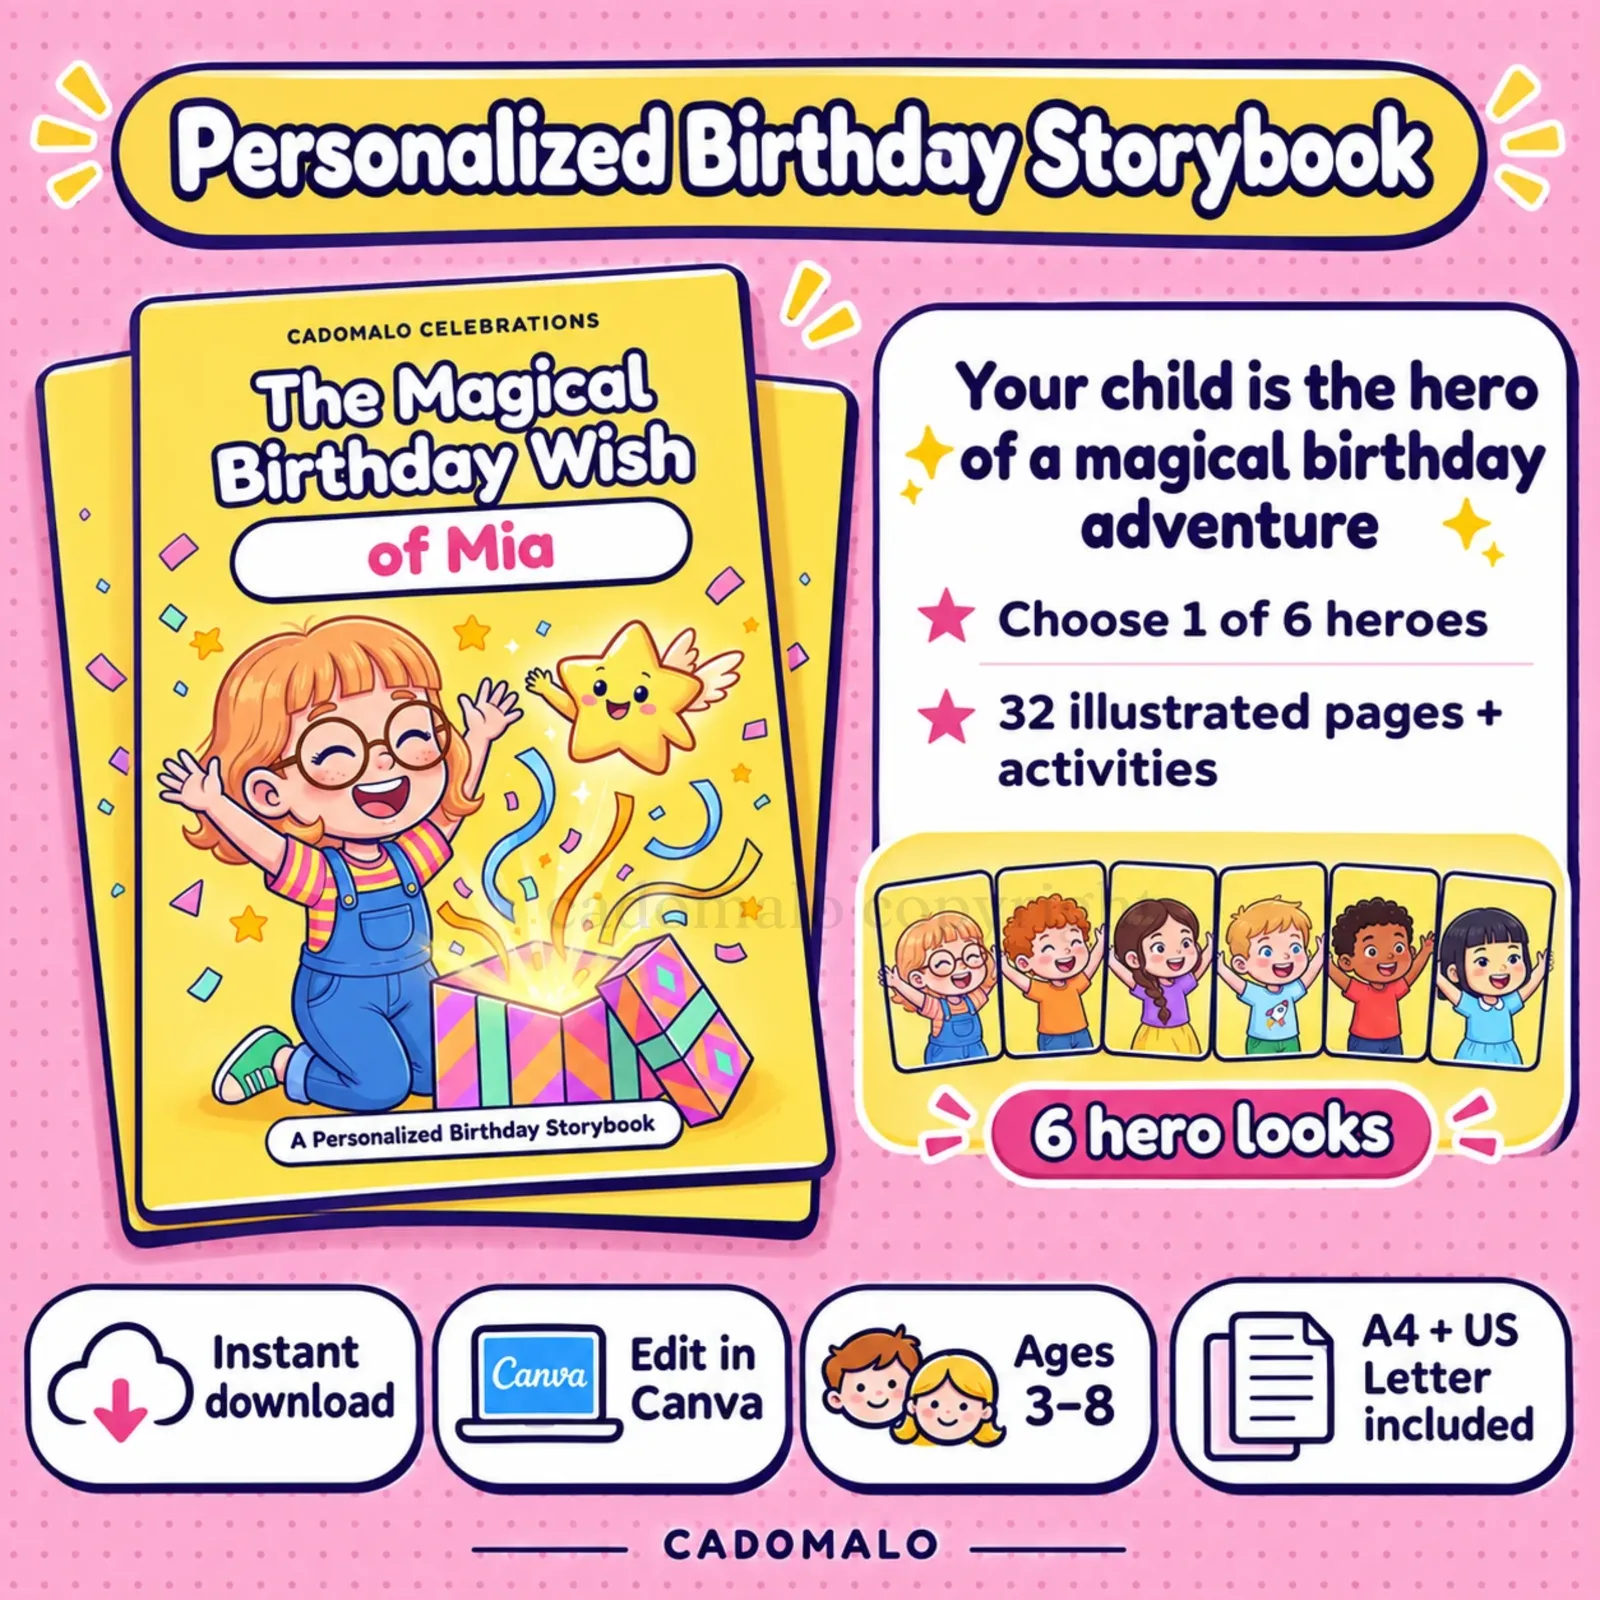 Personalized Birthday Storybook
CADOMALO CELEBRATIONS
The Magical
Birthday Wish
of Mia
A Personalized Birthday Storybook
Your child is the hero
of a magical birthday
adventure
Choose 1 of 6 heroes
32 illustrated pages +
activities
cadomalo copyright
6 hero looks
Instant
download
Canva
Edit in
Canva
Ages
3–8
A4 + US
Letter
included
CADOMALO